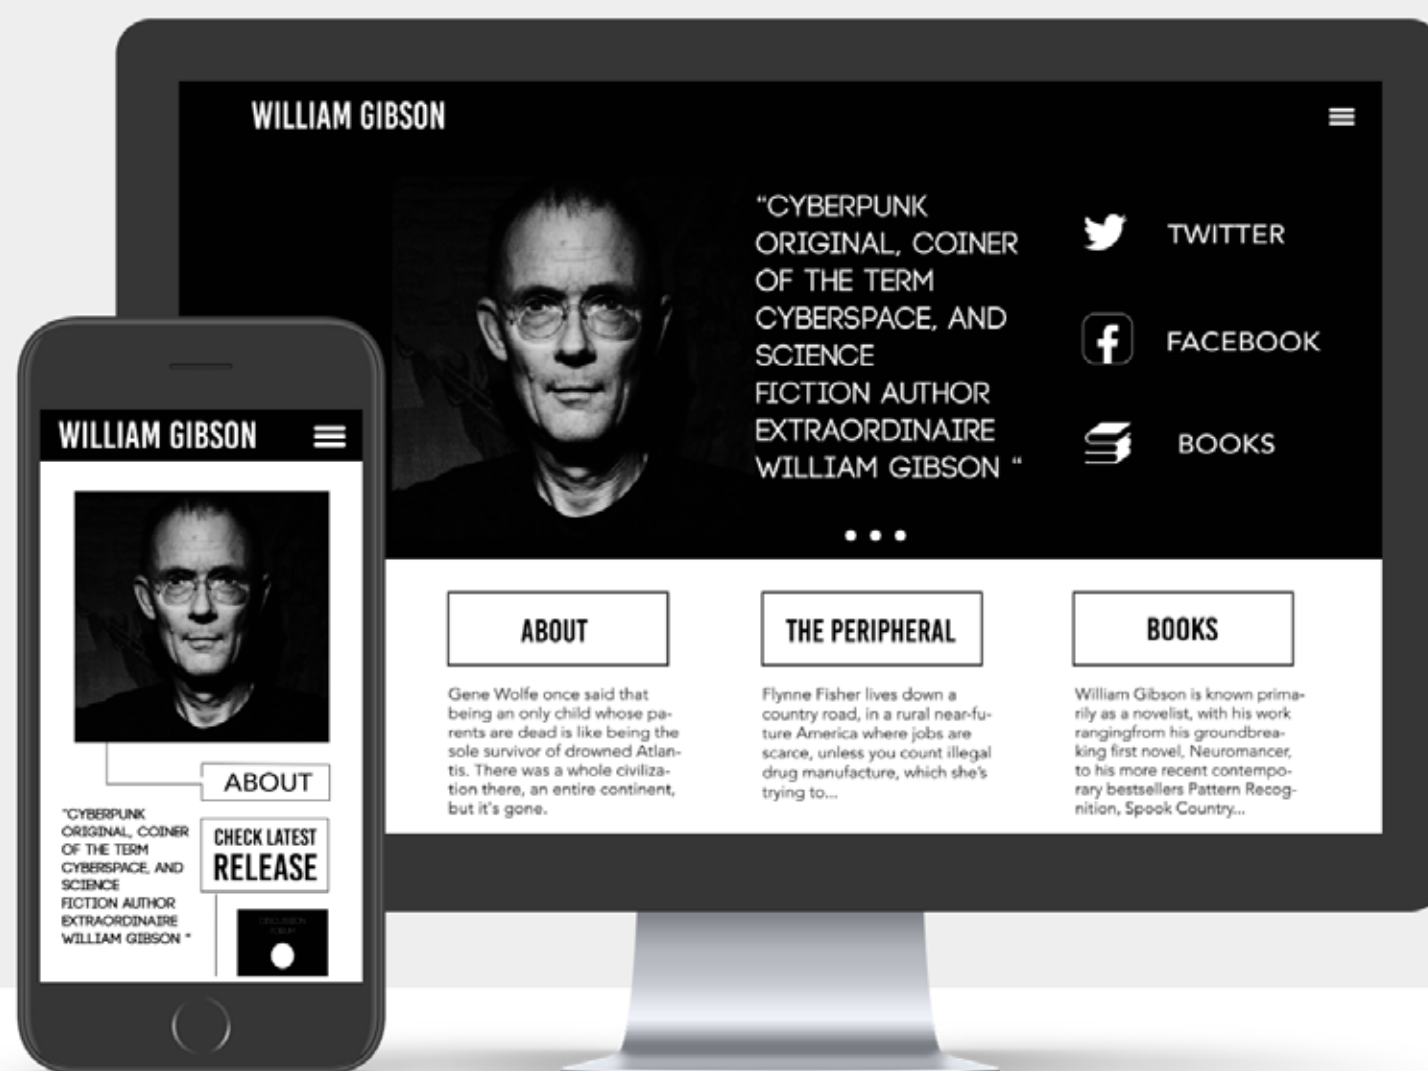 WILLIAM GIBSON
“CYBERPUNK
ORIGINAL, COINER
OF THE TERM
CYBERSPACE, AND
SCIENCE
FICTION AUTHOR
EXTRAORDINAIRE
WILLIAM GIBSON “
TWITTER
FACEBOOK
BOOKS
ABOUT
Gene Wolfe once said that
being an only child whose pa-
rents are dead is like being the
sole survivor of drowned Atlan-
tis. There was a whole civiliza-
tion there, an entire continent,
but it's gone.
THE PERIPHERAL
Flynne Fisher lives down a
country road, in a rural near-fu-
ture America where jobs are
scarce, unless you count illegal
drug manufacture, which she's
trying to...
BOOKS
William Gibson is known prima-
rily as a novelist, with his work
rangingfrom his groundbrea-
king first novel, Neuromancer,
to his more recent contempo-
rary bestsellers Pattern Recog-
nition, Spook Country...
WILLIAM GIBSON
ABOUT
"CYBERPUNK
ORIGINAL, COINER
OF THE TERM
CYBERSPACE, AND
SCIENCE
FICTION AUTHOR
EXTRAORDINAIRE
WILLIAM GIBSON "
CHECK LATEST
RELEASE
DISCUSSION
FORUM